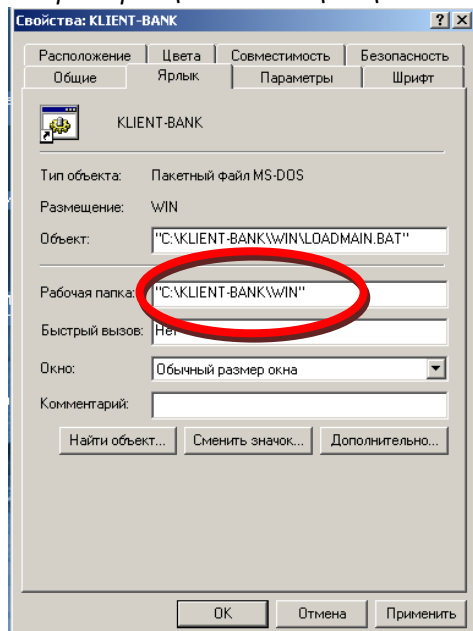 Свойства: KLIENT-BANK
Расположение Цвета Совместимость Безопасность
Общие Ярлык Параметры Шрифт
KLIENT-BANK
Тип объекта: Пакетный файл MS-DOS
Размещение: WIN
Объект: "C:\KLIENT-BANK\WIN\LOADMAIN.BAT"
Рабочая папка: "C:\KLIENT-BANK\WIN"
Быстрый вызов: Нет
Окно: Обычный размер окна
Комментарий:
Найти объект... Сменить значок... Дополнительно...
OK Отмена Применить